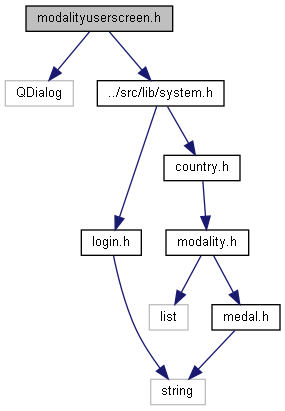 modalityuserscreen.h
QDialog
../src/lib/system.h
country.h
login.h
modality.h
list
medal.h
string